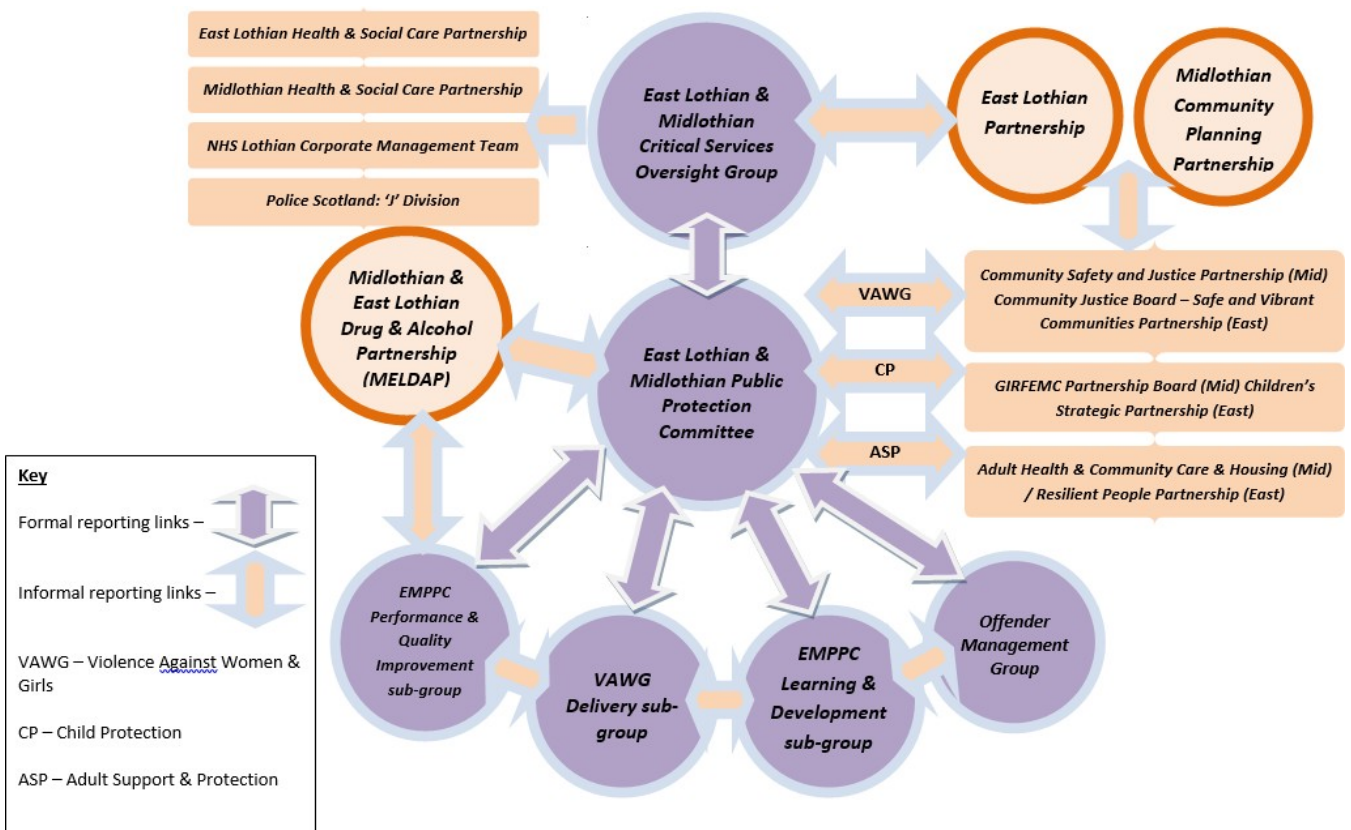 East Lothian Health & Social Care Partnership
Midlothian Health & Social Care Partnership
NHS Lothian Corporate Management Team
Police Scotland: ‘J’ Division
East Lothian &
Midlothian
Critical Services
Oversight Group
East Lothian
Partnership
Midlothian
Community
Planning
Partnership
Midlothian &
East Lothian
Drug & Alcohol
Partnership
(MELDAP)
East Lothian &
Midlothian Public
Protection
Committee
VAWG
CP
ASP
Community Safety and Justice Partnership (Mid)
Community Justice Board – Safe and Vibrant
Communities Partnership (East)
GIRFEMC Partnership Board (Mid) Children’s
Strategic Partnership (East)
Adult Health & Community Care & Housing (Mid)
/ Resilient People Partnership (East)
EMPPC
Performance &
Quality
Improvement
sub-group
VAWG
Delivery sub-
group
EMPPC
Learning &
Development
sub-group
Offender
Management
Group
Key
Formal reporting links –
Informal reporting links –
VAWG – Violence Against Women &
Girls
CP – Child Protection
ASP – Adult Support & Protection